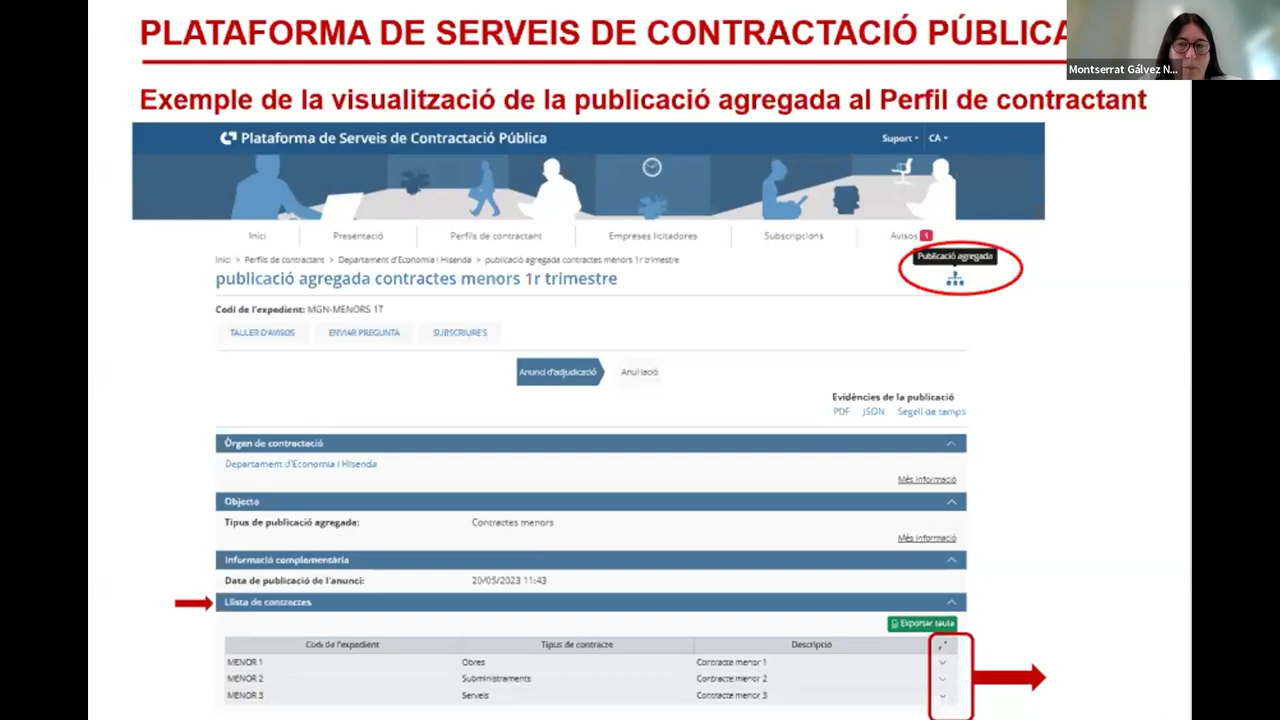 PLATAFORMA DE SERVEIS DE CONTRACTACIÓ PÚBLICA
Montserrat Gálvez N...
Exemple de la visualització de la publicació agregada al Perfil de contractant
Plataforma de Serveis de Contractació Pública
Suport CA
Inici Presentació Perfils de contractant Empreses licitadores Subscripcions Avisos 1
Inici > Perfils de contractant > Departament d'Economia i Hisenda > publicació agregada contractes menors 1r trimestre
Publicació agregada
publicació agregada contractes menors 1r trimestre
Codi de l'expedient: MGN-MENORS 1T
TALLER D'AVISOS ENVIAR PREGUNTA SUBSCRIURE'S
Anunci d'adjudicació Anul·lació
Evidències de la publicació
PDF JSON Segell de temps
Òrgan de contractació
Departament d'Economia i Hisenda
Més informació
Objecte
Tipus de publicació agregada: Contractes menors
Més informació
Informació complementària
Data de publicació de l'anunci: 20/05/2023 11:43
Llista de contractes
Exportar taula
Codi de l'expedient Tipus de contracte Descripció
MENOR 1 Obres Contracte menor 1
MENOR 2 Subministraments Contracte menor 2
MENOR 3 Serveis Contracte menor 3